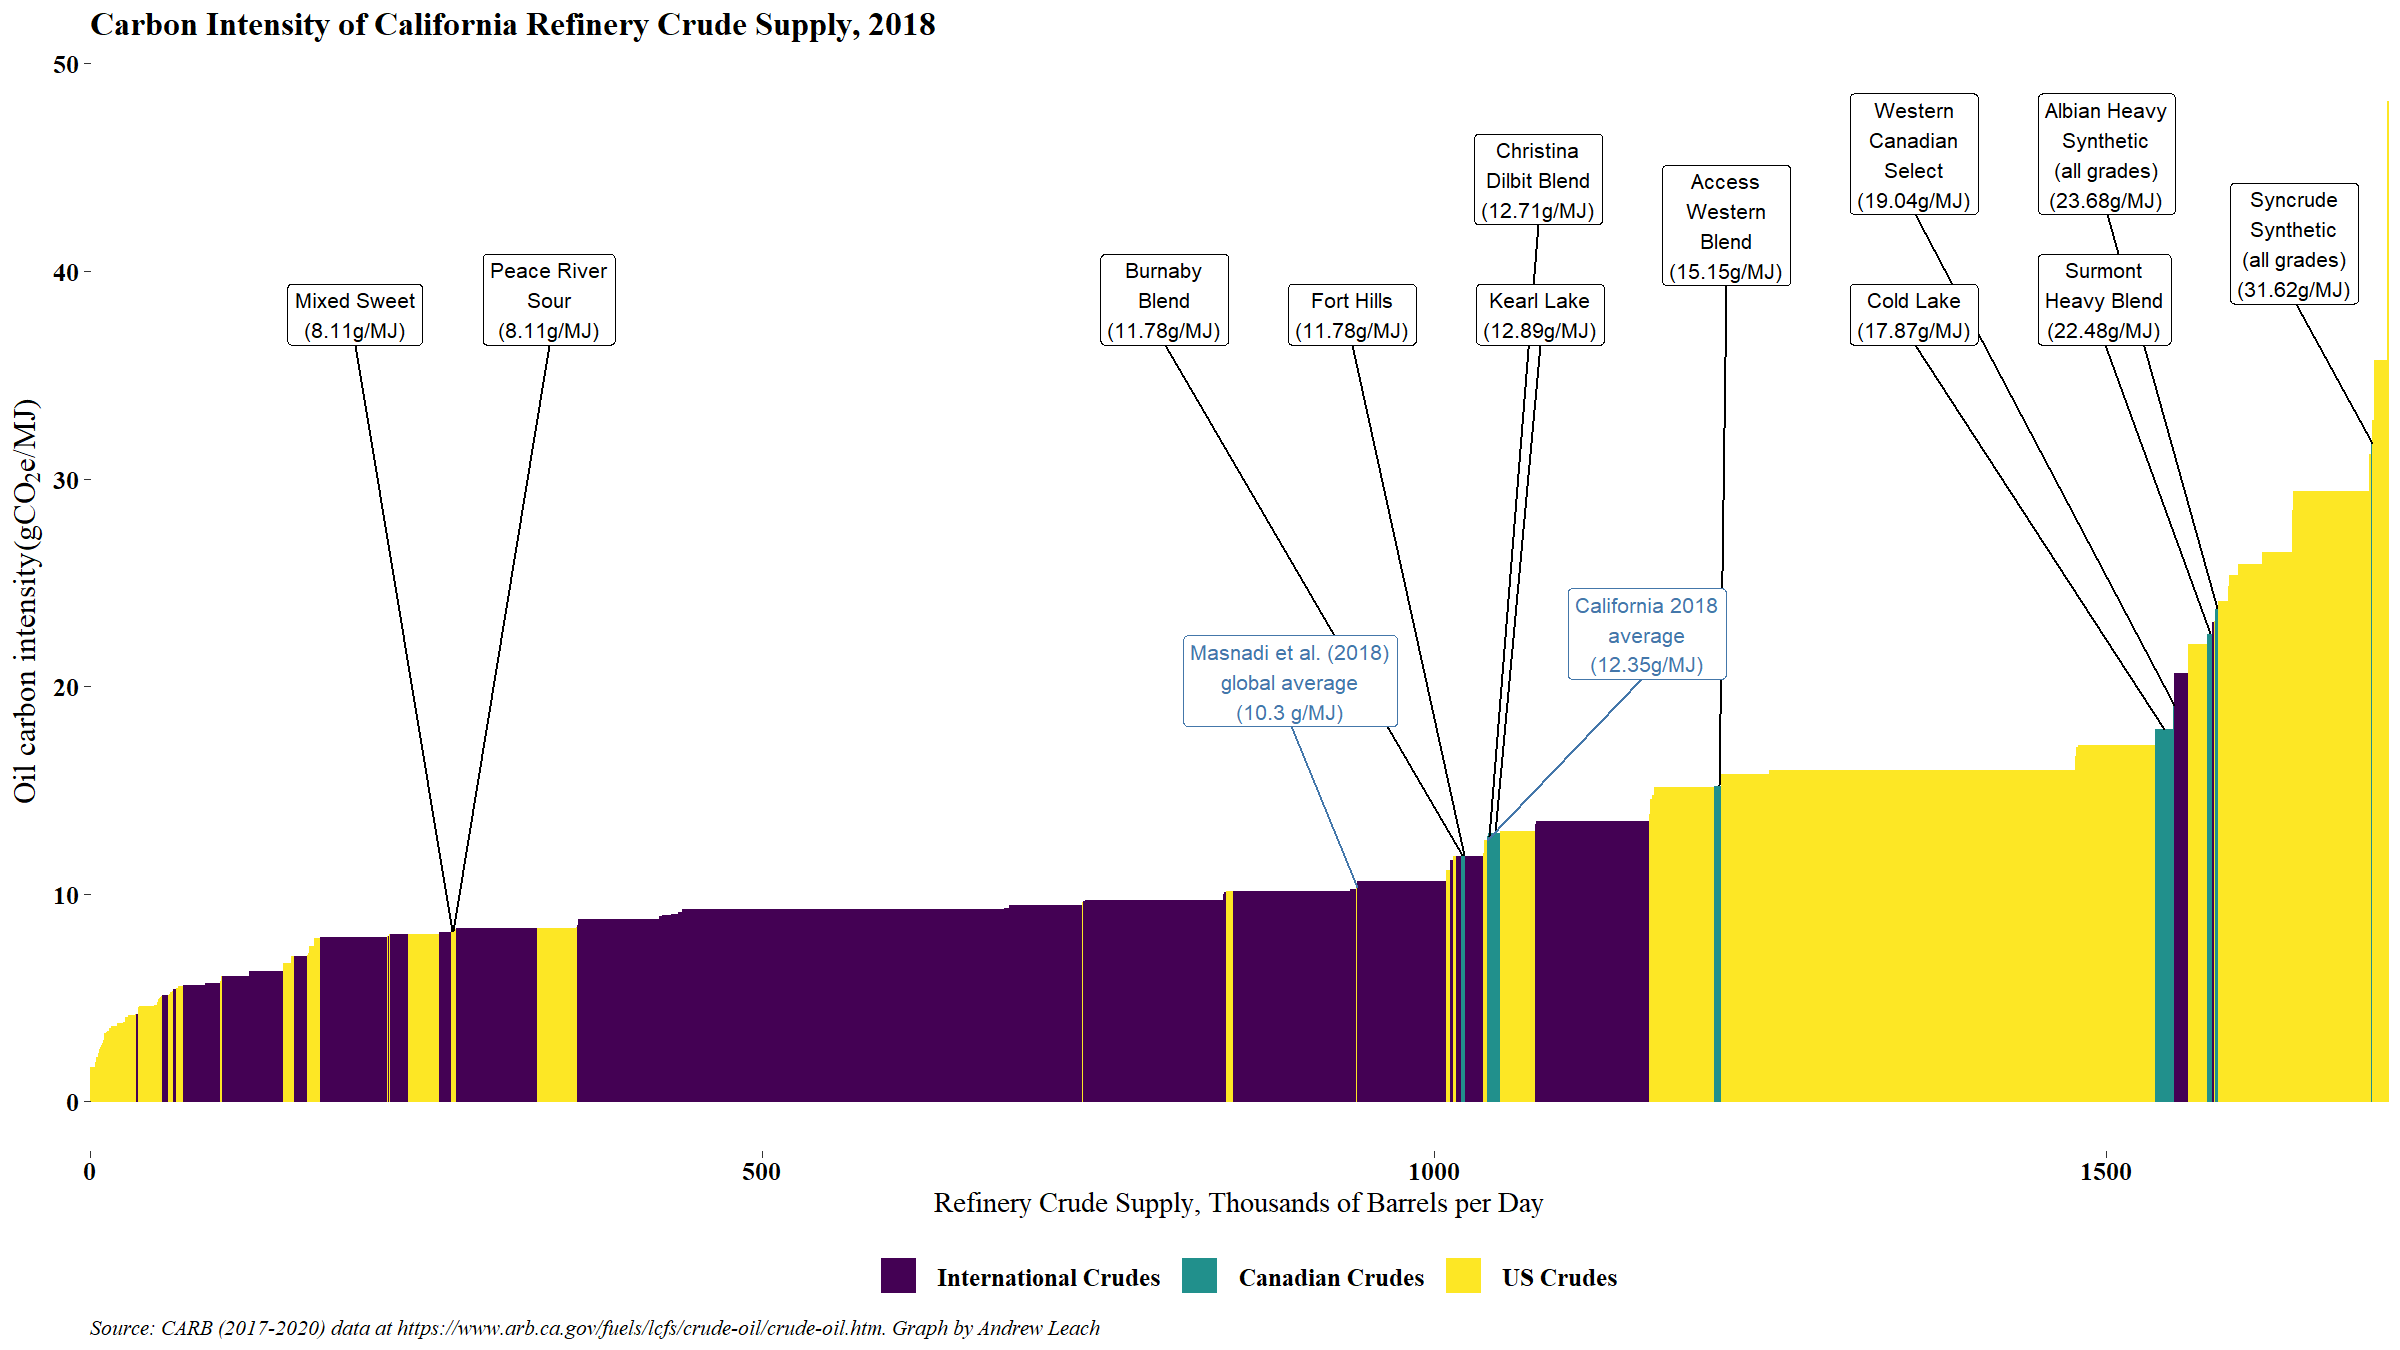 Carbon Intensity of California Refinery Crude Supply, 2018
50
40
30
20
10
0
Oil carbon intensity(gCO₂e/MJ)
Mixed Sweet
(8.11g/MJ)
Peace River
Sour
(8.11g/MJ)
Burnaby
Blend
(11.78g/MJ)
Fort Hills
(11.78g/MJ)
Christina
Dilbit Blend
(12.71g/MJ)
Kearl Lake
(12.89g/MJ)
Access
Western
Blend
(15.15g/MJ)
Western
Canadian
Select
(19.04g/MJ)
Cold Lake
(17.87g/MJ)
Albian Heavy
Synthetic
(all grades)
(23.68g/MJ)
Surmont
Heavy Blend
(22.48g/MJ)
Syncrude
Synthetic
(all grades)
(31.62g/MJ)
Masnadi et al. (2018)
global average
(10.3 g/MJ)
California 2018
average
(12.35g/MJ)
0
500
1000
1500
Refinery Crude Supply, Thousands of Barrels per Day
International Crudes
Canadian Crudes
US Crudes
Source: CARB (2017-2020) data at https://www.arb.ca.gov/fuels/lcfs/crude-oil/crude-oil.htm. Graph by Andrew Leach